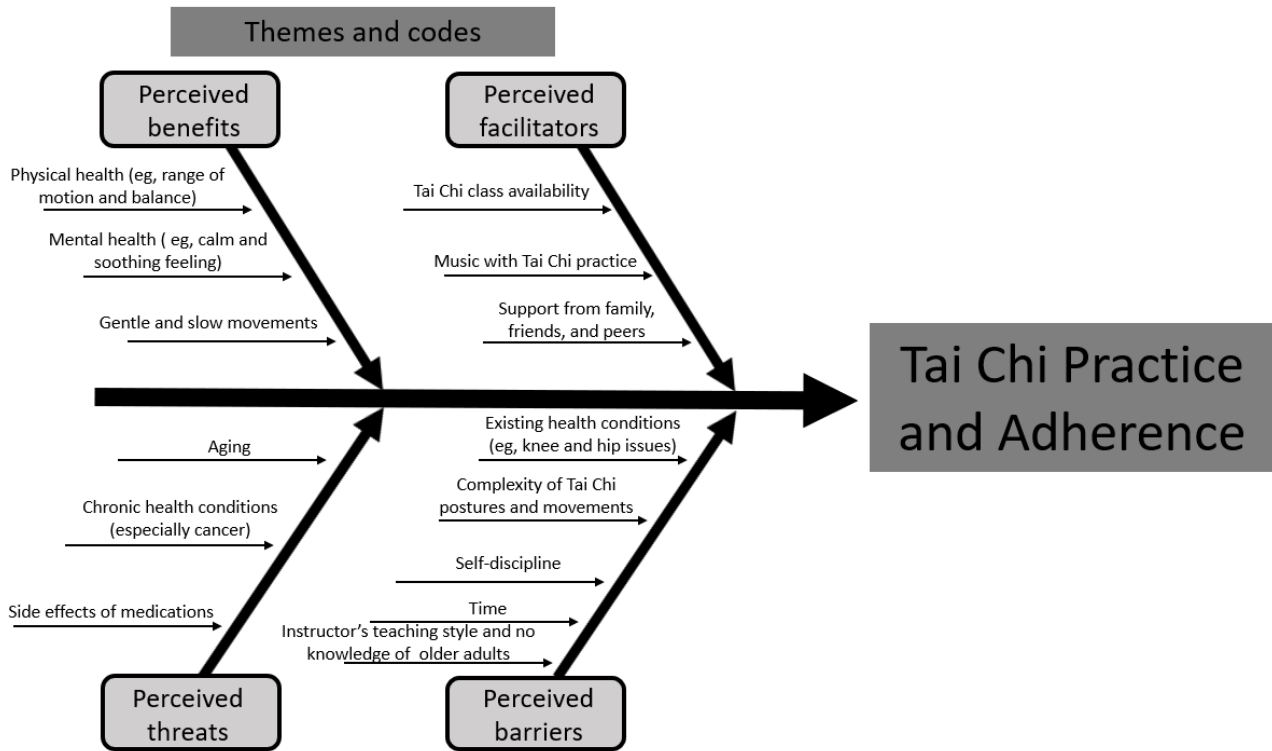 Themes and codes
Perceived
benefits
Physical health (eg, range of
motion and balance)
Mental health ( eg, calm and
soothing feeling)
Gentle and slow movements
Perceived
facilitators
Tai Chi class availability
Music with Tai Chi practice
Support from family,
friends, and peers
Tai Chi Practice
and Adherence
Aging
Chronic health conditions
(especially cancer)
Side effects of medications
Perceived
threats
Existing health conditions
(eg, knee and hip issues)
Complexity of Tai Chi
postures and movements
Self-discipline
Time
Instructor’s teaching style and no
knowledge of  older adults
Perceived
barriers